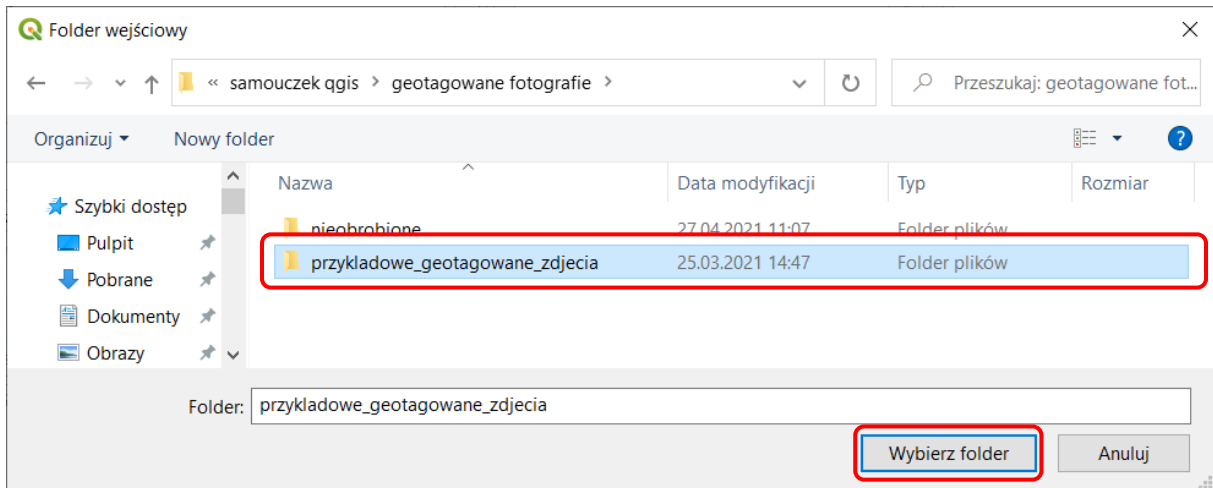 Folder wejściowy
« samouczek qgis > geotagowane fotografie >
Przeszukaj: geotagowane fot...
Organizuj Nowy folder
?
Nazwa Data modyfikacji Typ Rozmiar
Szybki dostęp
Pulpit
Pobrane
Dokumenty
Obrazy
nieobrobione 27.04.2021 11:07 Folder plików
przykladowe_geotagowane_zdjecia 25.03.2021 14:47 Folder plików
Folder: przykladowe_geotagowane_zdjecia
Wybierz folder Anuluj